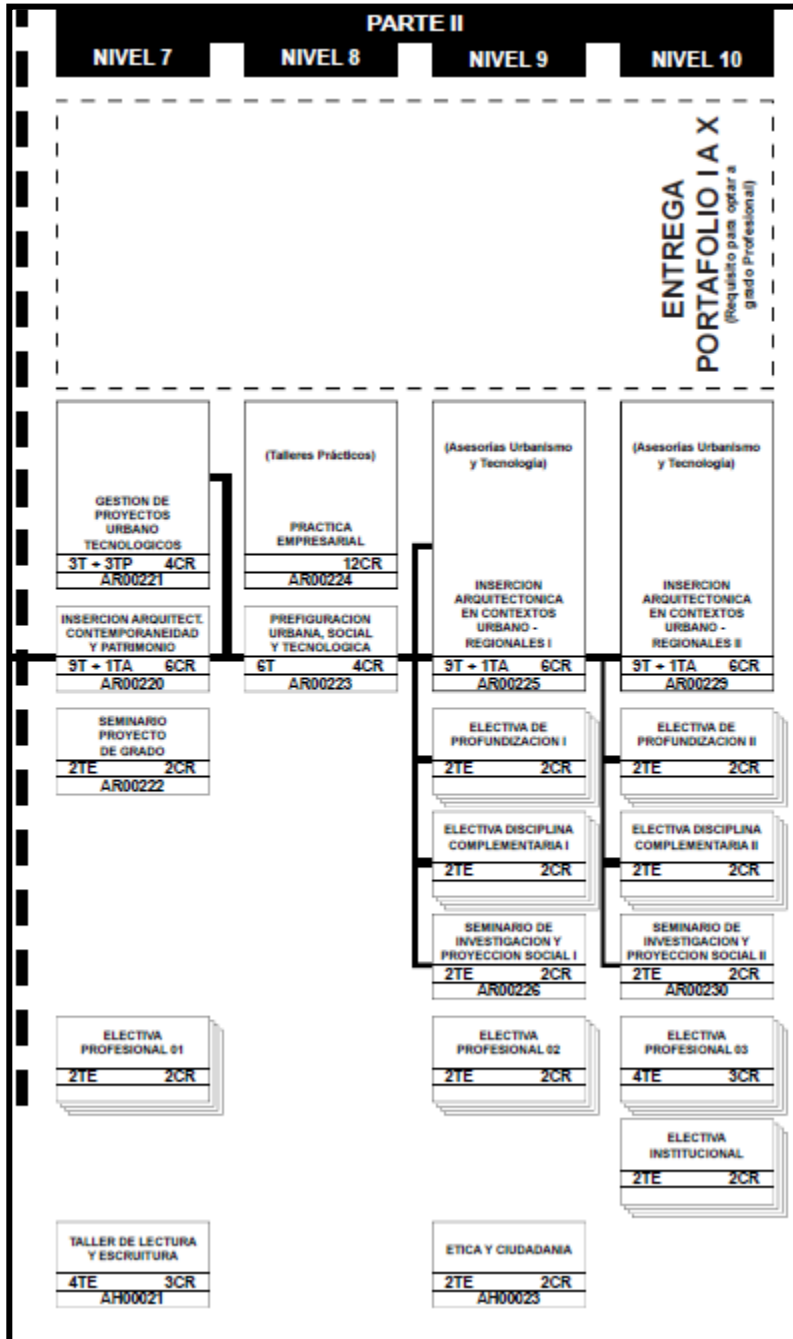 PARTE II
NIVEL 7
NIVEL 8
NIVEL 9
NIVEL 10
ENTREGA
PORTAFOLIO I A X
(Requisito para optar a
grado Profesional)
GESTION DE
PROYECTOS
URBANO
TECNOLOGICOS
3T + 3TP 4CR
AR00221
(Talleres Prácticos)
PRACTICA
EMPRESARIAL
12CR
AR00224
(Asesorias Urbanismo
y Tecnología)
INSERCION
ARQUITECTONICA
EN CONTEXTOS
URBANO -
REGIONALES I
9T + 1TA 6CR
AR00225
(Asesorias Urbanismo
y Tecnología)
INSERCION
ARQUITECTONICA
EN CONTEXTOS
URBANO -
REGIONALES II
9T + 1TA 6CR
AR00229
INSERCION ARQUITECT.
CONTEMPORANEIDAD
Y PATRIMONIO
9T + 1TA 6CR
AR00220
PREFIGURACION
URBANA, SOCIAL
Y TECNOLOGICA
6T 4CR
AR00223
SEMINARIO
PROYECTO
DE GRADO
2TE 2CR
AR00222
ELECTIVA DE
PROFUNDIZACION I
2TE 2CR
ELECTIVA DE
PROFUNDIZACION II
2TE 2CR
ELECTIVA DISCIPLINA
COMPLEMENTARIA I
2TE 2CR
ELECTIVA DISCIPLINA
COMPLEMENTARIA II
2TE 2CR
SEMINARIO DE
INVESTIGACION Y
PROYECCION SOCIAL I
2TE 2CR
AR00226
SEMINARIO DE
INVESTIGACION Y
PROYECCION SOCIAL II
2TE 2CR
AR00230
ELECTIVA
PROFESIONAL 01
2TE 2CR
ELECTIVA
PROFESIONAL 02
2TE 2CR
ELECTIVA
PROFESIONAL 03
4TE 3CR
ELECTIVA
INSTITUCIONAL
2TE 2CR
TALLER DE LECTURA
Y ESCRUITURA
4TE 3CR
AH00021
ETICA Y CIUDADANIA
2TE 2CR
AH00023